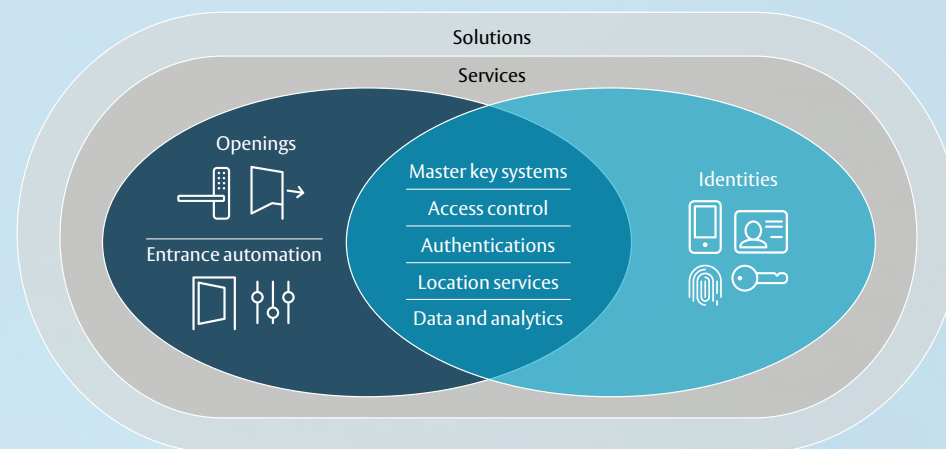 Solutions
Services
Openings
Entrance automation
Master key systems
Access control
Authentications
Location services
Data and analytics
Identities